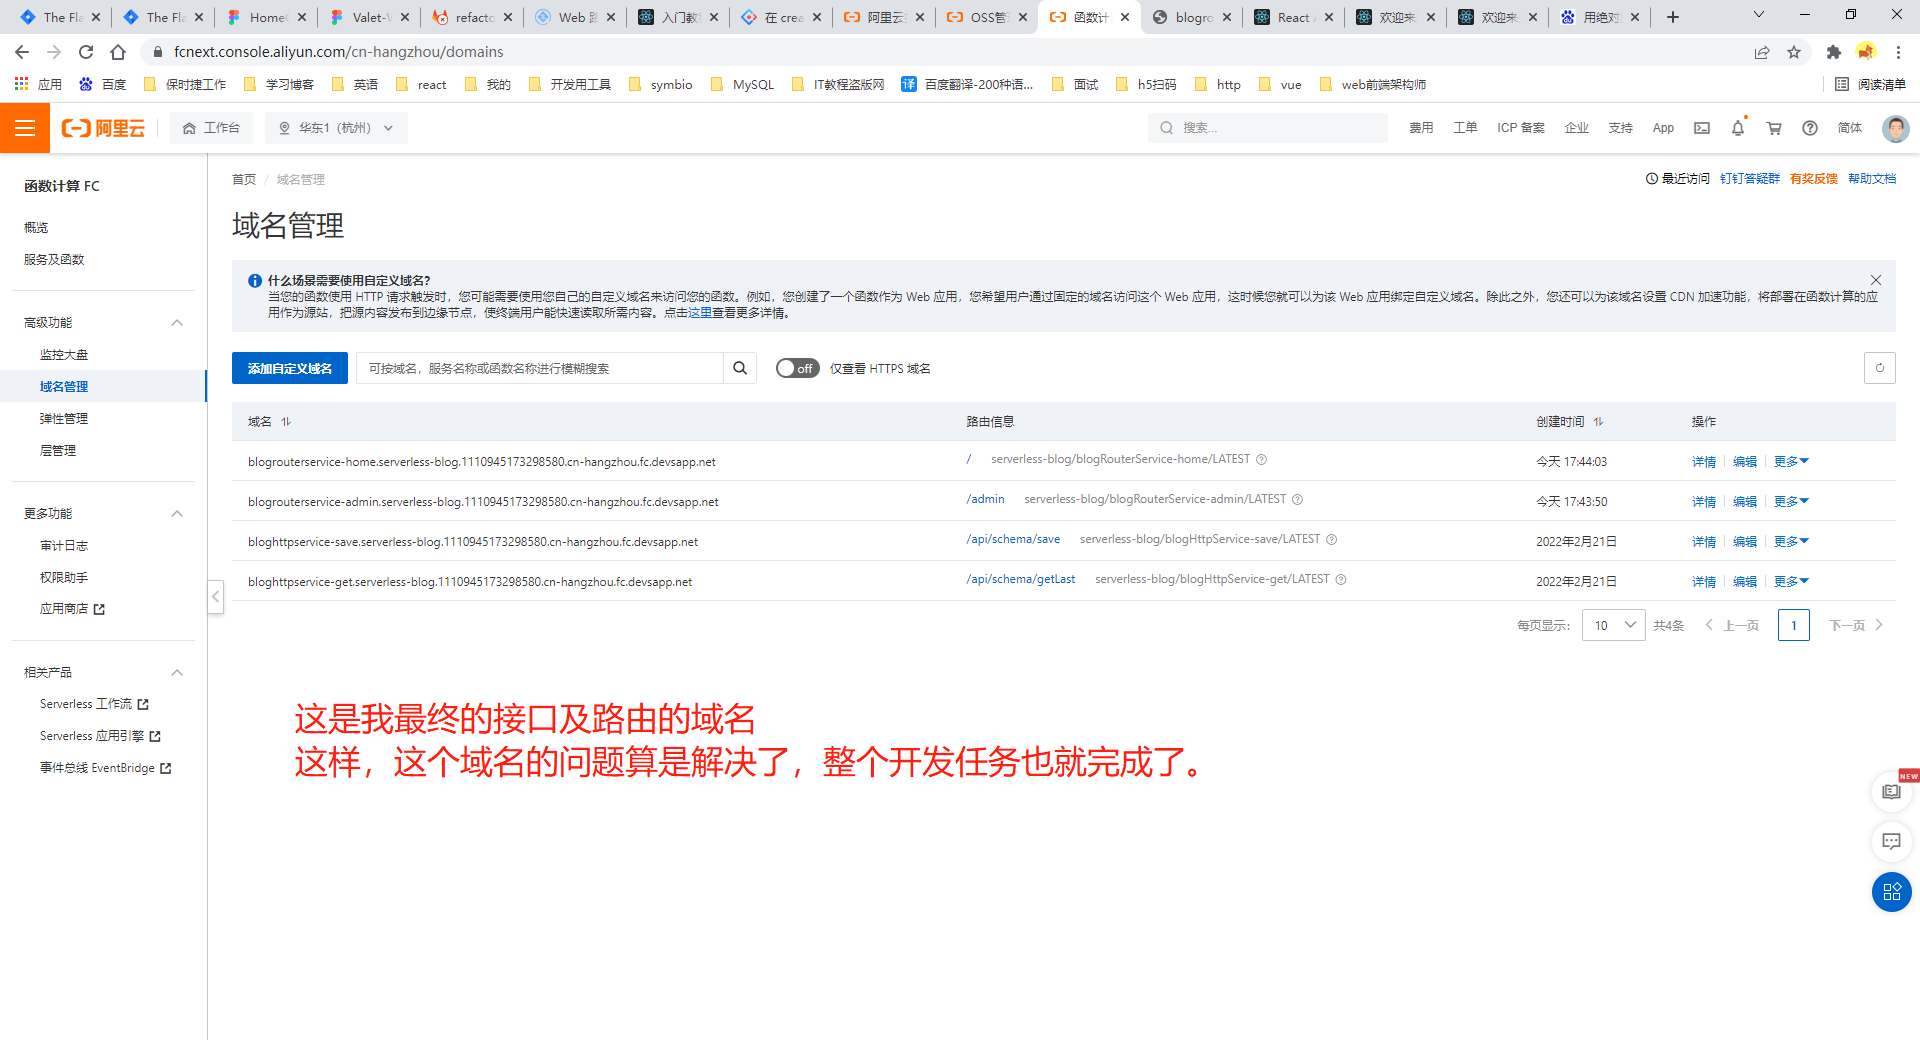 The Fla
The Fla
HomeC
Valet-V
refacto
Web 路
入门教
在 crea
阿里云
OSS管
函数计
blogro
React A
欢迎来
欢迎来
用绝对
fcnext.console.aliyun.com/cn-hangzhou/domains
应用
百度
保时捷工作
学习博客
英语
react
我的
开发用工具
symbio
MySQL
IT教程盗版网
译
百度翻译-200种语...
面试
h5扫码
http
vue
web前端架构师
阅读清单
阿里云
工作台
华东1（杭州）
搜索...
费用
工单
ICP 备案
企业
支持
App
简体
函数计算 FC
概览
服务及函数
高级功能
监控大盘
域名管理
弹性管理
层管理
更多功能
审计日志
权限助手
应用商店
相关产品
Serverless 工作流
Serverless 应用引擎
事件总线 EventBridge
首页 / 域名管理
最近访问 钉钉答疑群 有奖反馈 帮助文档
域名管理
什么场景需要使用自定义域名?
当您的函数使用 HTTP 请求触发时，您可能需要使用您自己的自定义域名来访问您的函数。例如，您创建了一个函数作为 Web 应用，您希望用户通过固定的域名访问这个 Web 应用，这时候您就可以为该 Web 应用绑定自定义域名。除此之外，您还可以为该域名设置 CDN 加速功能，将部署在函数计算的应
用作为源站，把源内容发布到边缘节点，使终端用户能快速读取所需内容。点击这里查看更多详情。
添加自定义域名
可按域名，服务名称或函数名称进行模糊搜索
off
仅查看 HTTPS 域名
域名 路由信息 创建时间 操作
blogrouterservice-home.serverless-blog.1110945173298580.cn-hangzhou.fc.devsapp.net / serverless-blog/blogRouterService-home/LATEST 今天 17:44:03 详情 编辑 更多
blogrouterservice-admin.serverless-blog.1110945173298580.cn-hangzhou.fc.devsapp.net /admin serverless-blog/blogRouterService-admin/LATEST 今天 17:43:50 详情 编辑 更多
bloghttpservice-save.serverless-blog.1110945173298580.cn-hangzhou.fc.devsapp.net /api/schema/save serverless-blog/blogHttpService-save/LATEST 2022年2月21日 详情 编辑 更多
bloghttpservice-get.serverless-blog.1110945173298580.cn-hangzhou.fc.devsapp.net /api/schema/getLast serverless-blog/blogHttpService-get/LATEST 2022年2月21日 详情 编辑 更多
每页显示: 10 共4条 上一页 1 下一页
这是我最终的接口及路由的域名
这样，这个域名的问题算是解决了，整个开发任务也就完成了。
NEW